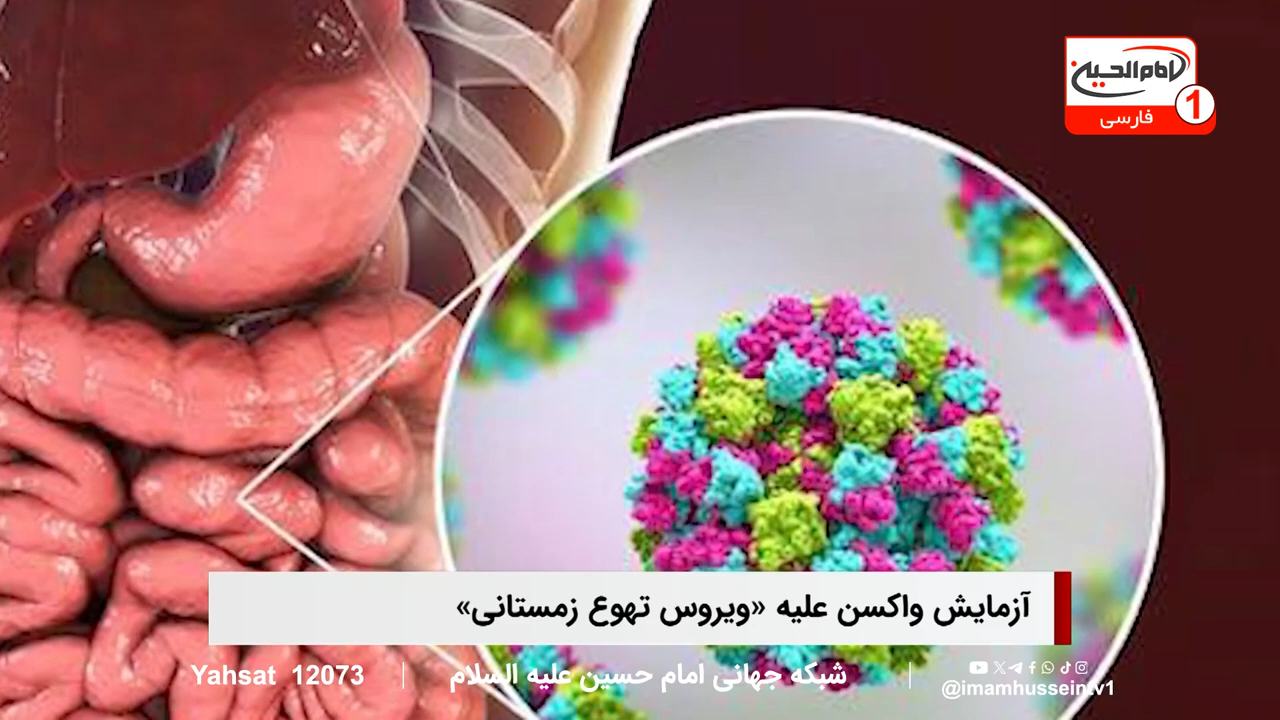 امام الحسین
1
فارسی
آزمایش واکسن علیه «ویروس تهوع زمستانی»
@imamhusseintv1
شبکه جهانی امام حسین علیه السلام
Yahsat 12073